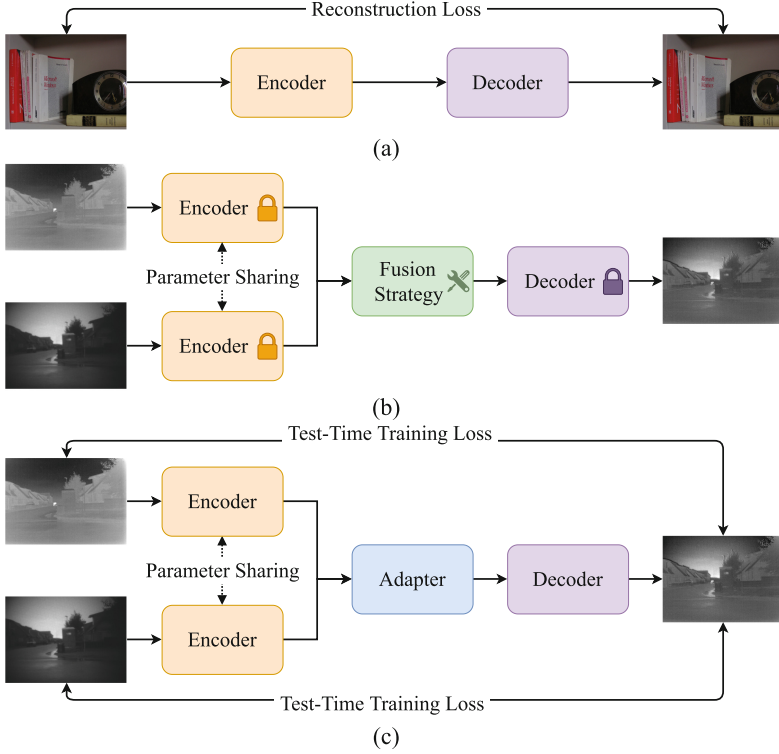 Reconstruction Loss
Encoder
Decoder
(a)
Encoder
Parameter Sharing
Encoder
Fusion
Strategy
Decoder
(b)
Test-Time Training Loss
Encoder
Parameter Sharing
Encoder
Adapter
Decoder
Test-Time Training Loss
(c)